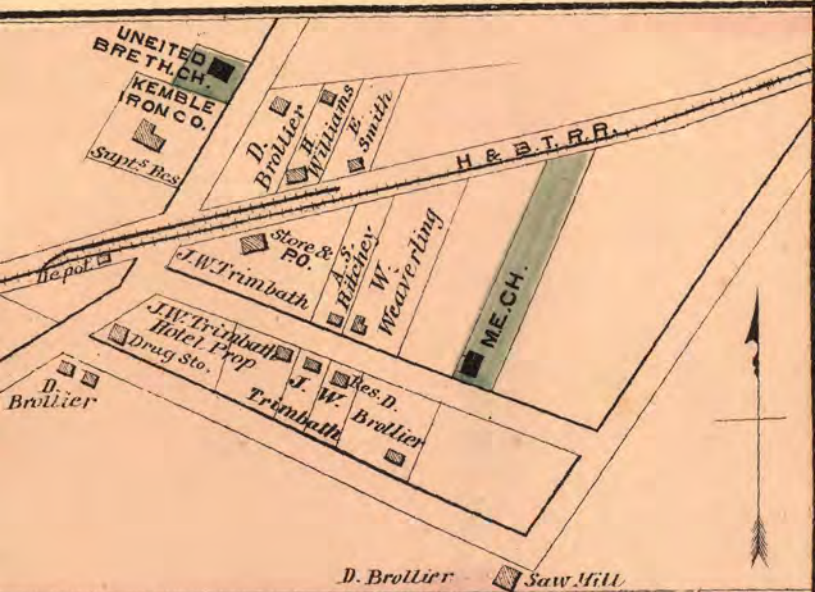 UNEITED
BRETH. CH.
KEMBLE
IRON CO.
Supt.s Res
D.
Brollier
H
Williams
E.
Smith
H & B. T. R. R.
Depot
Store &
P.O.
J. W. Trimbath
A. S.
Ritchey
W.
Weaverling
M.E. CH.
J. W. Trimbath
Hotel Prop
Drug Sto.
J. W.
Trimbath
Res. D.
Brollier
D.
Brollier
D. Brollier
Saw Mill